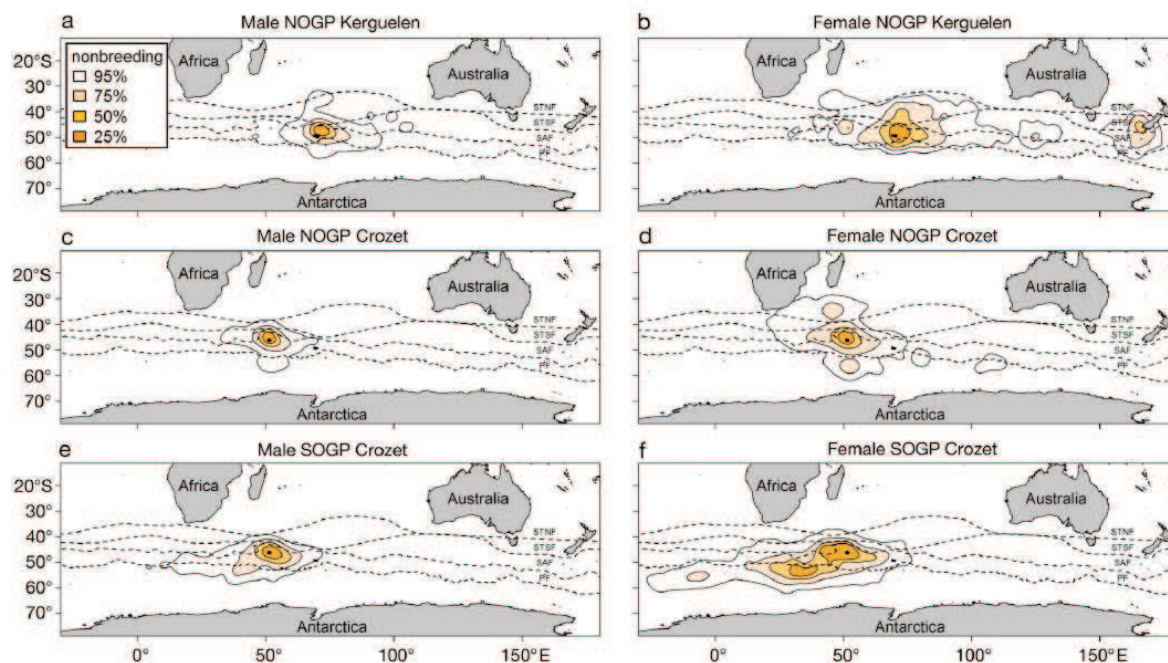 a Male NOGP Kerguelen
b Female NOGP Kerguelen
nonbreeding
95%
75%
50%
25%
20°S
30°
40°
50°
60°
70°
Africa
Australia
STNF
STSF
SAF
PF
Antarctica
Africa
Australia
STNF
STSF
SAF
PF
Antarctica
0° 50° 100° 150°E
c Male NOGP Crozet
d Female NOGP Crozet
20°S
30°
40°
50°
60°
70°
Africa
Australia
STNF
STSF
SAF
PF
Antarctica
Africa
Australia
STNF
STSF
SAF
PF
Antarctica
e Male SOGP Crozet
f Female SOGP Crozet
20°S
30°
40°
50°
60°
70°
Africa
Australia
STNF
STSF
SAF
PF
Antarctica
Africa
Australia
STNF
STSF
SAF
PF
Antarctica
0° 50° 100° 150°E
0° 50° 100° 150°E